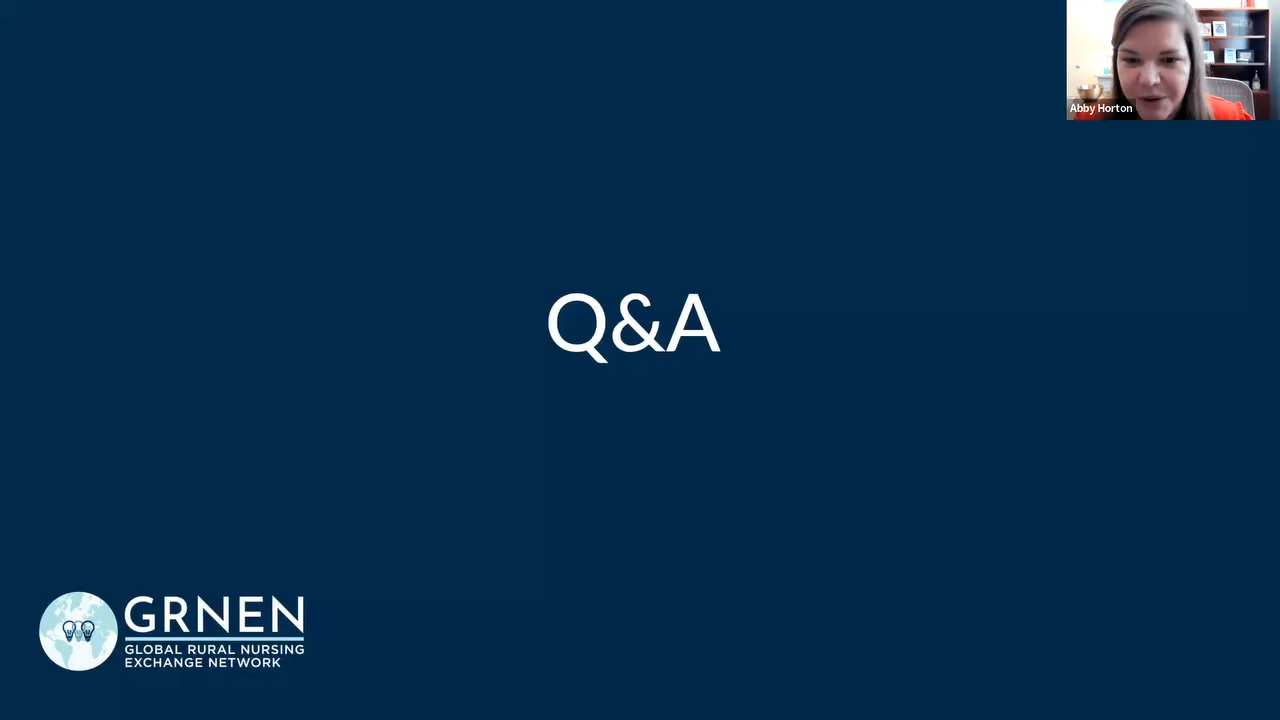 Abby Horton
Q&A
GRNEN
GLOBAL RURAL NURSING
EXCHANGE NETWORK